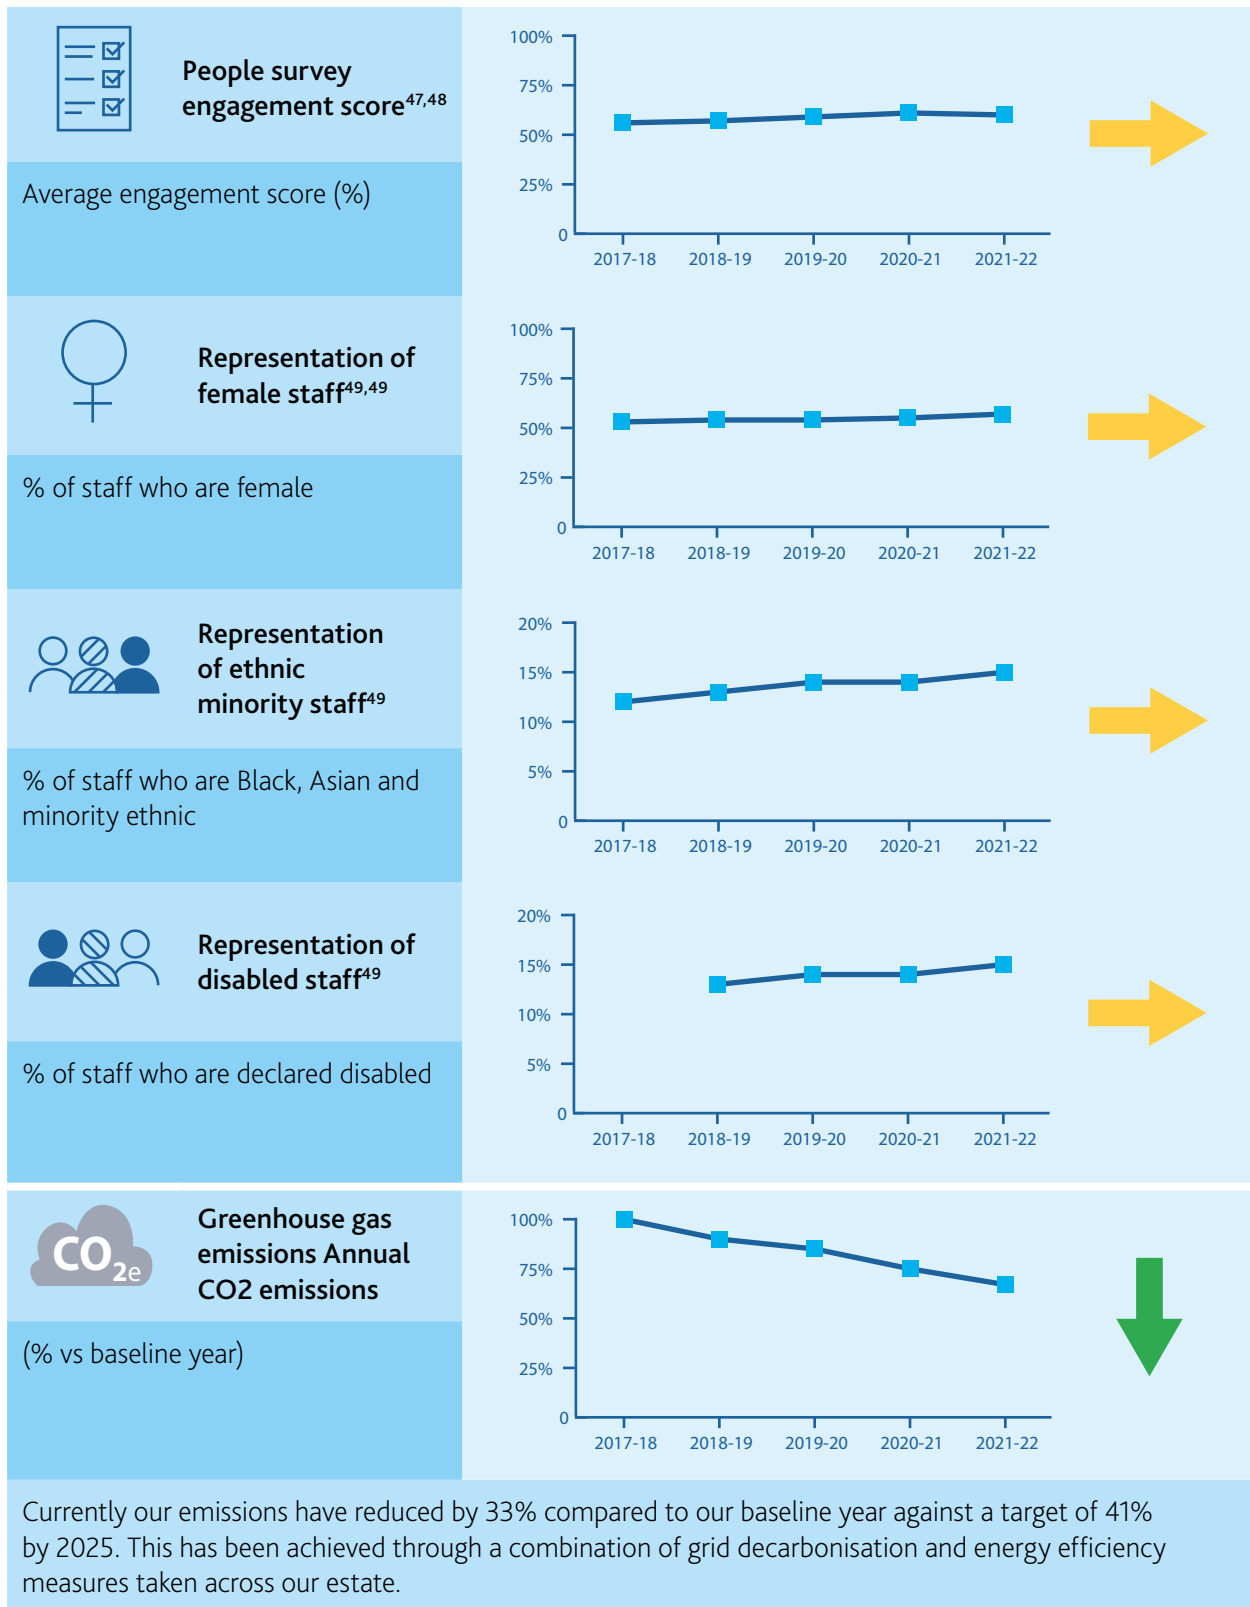 People survey
engagement score47,48
Average engagement score (%)
100%
75%
50%
25%
0
2017-18 2018-19 2019-20 2020-21 2021-22
Representation of
female staff49,49
% of staff who are female
100%
75%
50%
25%
0
2017-18 2018-19 2019-20 2020-21 2021-22
Representation
of ethnic
minority staff49
% of staff who are Black, Asian and
minority ethnic
20%
15%
10%
5%
0
2017-18 2018-19 2019-20 2020-21 2021-22
Representation of
disabled staff49
% of staff who are declared disabled
20%
15%
10%
5%
0
2017-18 2018-19 2019-20 2020-21 2021-22
CO2e
Greenhouse gas
emissions Annual
CO2 emissions
(% vs baseline year)
100%
75%
50%
25%
0
2017-18 2018-19 2019-20 2020-21 2021-22
Currently our emissions have reduced by 33% compared to our baseline year against a target of 41%
by 2025. This has been achieved through a combination of grid decarbonisation and energy efficiency
measures taken across our estate.